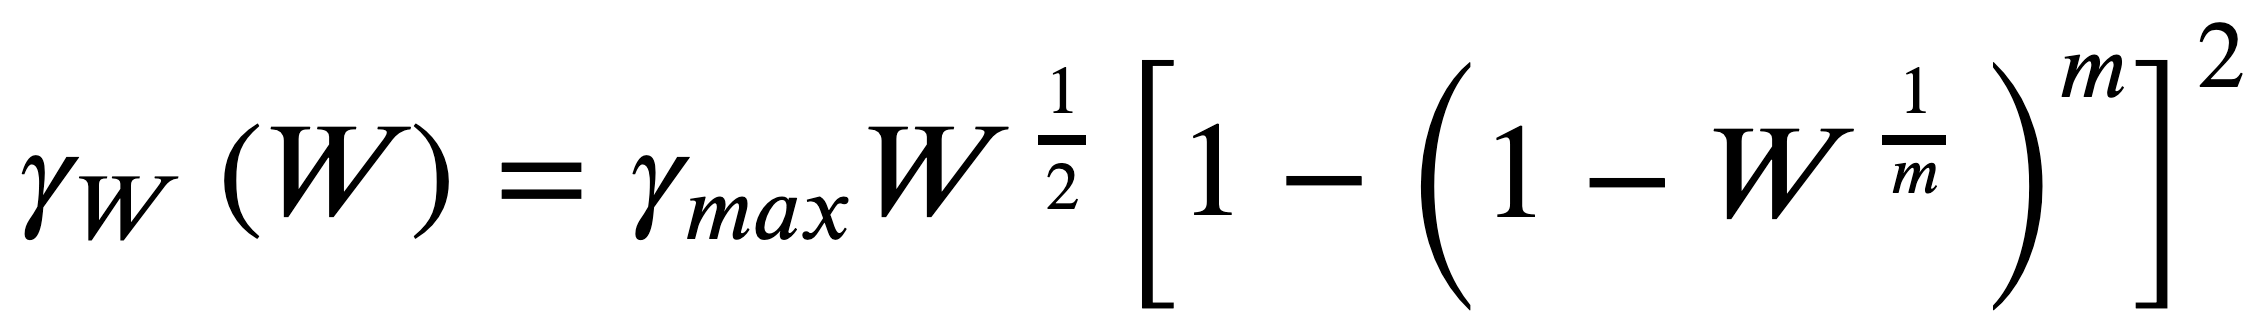 γ_W (W) = γ_max W^(1/2) [1 − (1 − W^(1/m))^m]^2